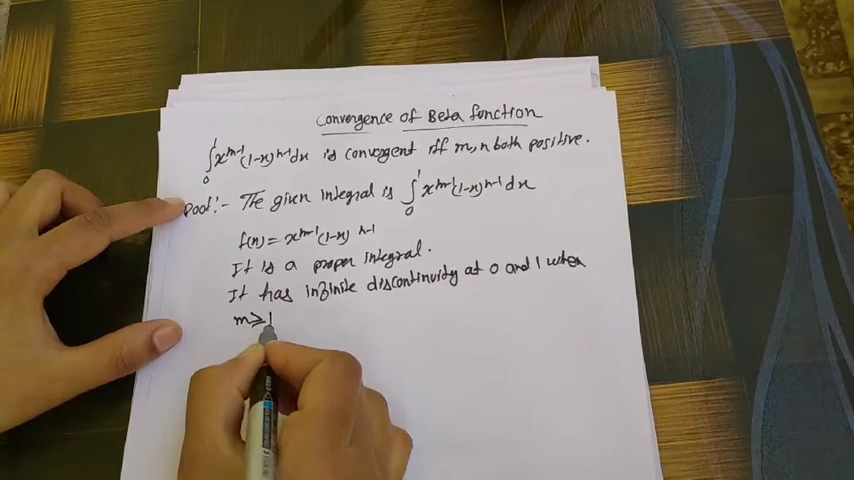 Convergence of Beta function
∫₀¹ x^{m-1} (1-x)^{n-1} dx is convergent iff m, n both positive.
Proof:- The given integral is ∫₀¹ x^{m-1} (1-x)^{n-1} dx
f(x) = x^{m-1} (1-x)^{n-1}
It is a proper integral.
It has infinite discontinuity at 0 and 1 when
m ≥ 1